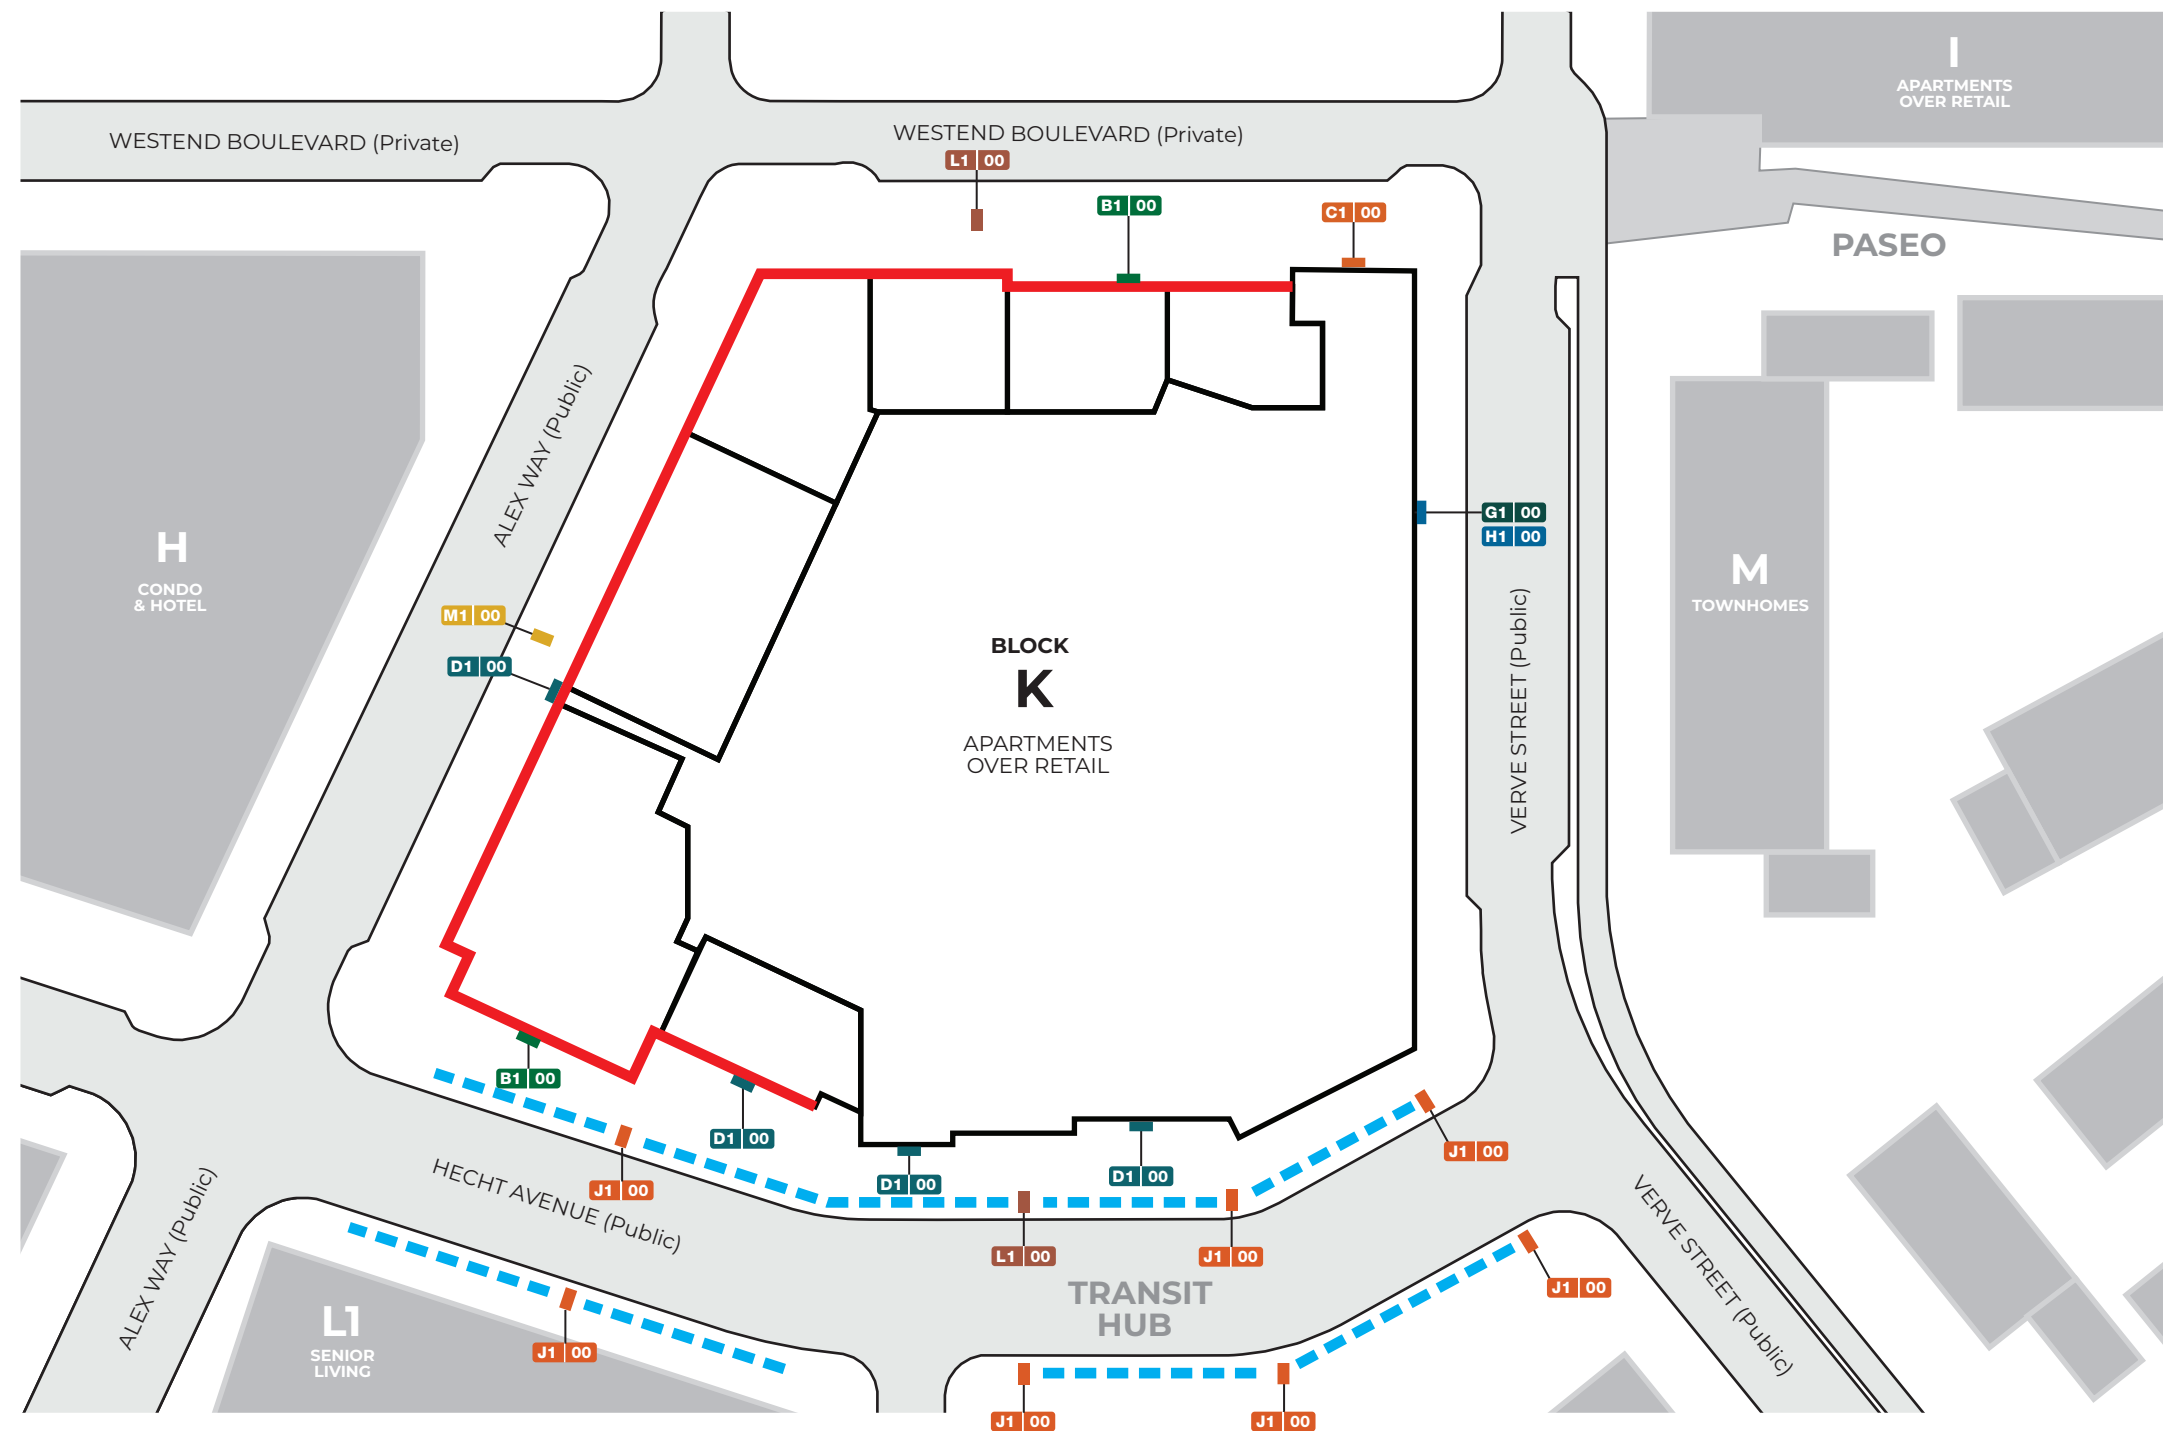 I
APARTMENTS
OVER RETAIL
WESTEND BOULEVARD (Private)
WESTEND BOULEVARD (Private)
L1 00
B1 00
C1 00
PASEO
ALEX WAY (Public)
G1 00
H1 00
H
CONDO
& HOTEL
M
TOWNHOMES
M1 00
D1 00
BLOCK
K
APARTMENTS
OVER RETAIL
VERVE STREET (Public)
B1 00
D1 00
J1 00
D1 00
D1 00
J1 00
HECHT AVENUE (Public)
L1 00
J1 00
ALEX WAY (Public)
TRANSIT
HUB
J1 00
VERVE STREET (Public)
L1
SENIOR
LIVING
J1 00
J1 00
J1 00